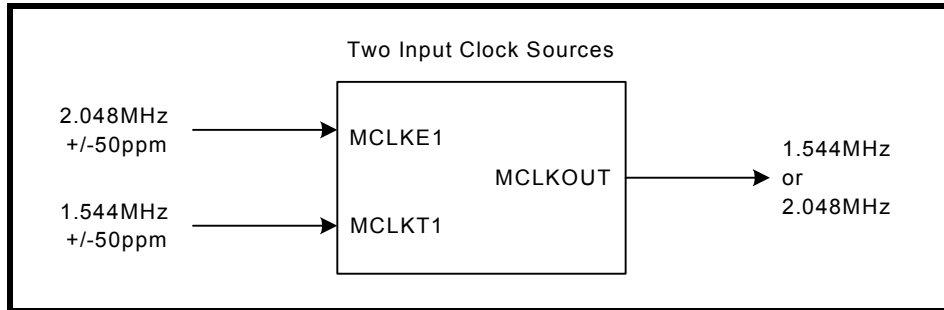 Two Input Clock Sources
2.048MHz
+/-50ppm
MCLKE1
1.544MHz
+/-50ppm
MCLKT1
MCLKOUT
1.544MHz
or
2.048MHz